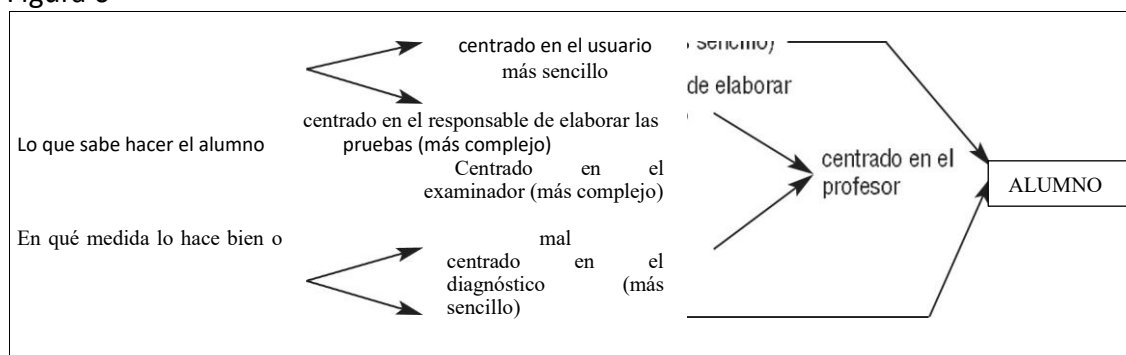 centrado en el usuario
más sencillo
sencillo)
de elaborar
centrado en el responsable de elaborar las
Lo que sabe hacer el alumno
pruebas (más complejo)
Centrado en el
examinador (más complejo)
centrado en el
profesor
ALUMNO
En qué medida lo hace bien o
mal
centrado en el
diagnóstico (más
sencillo)